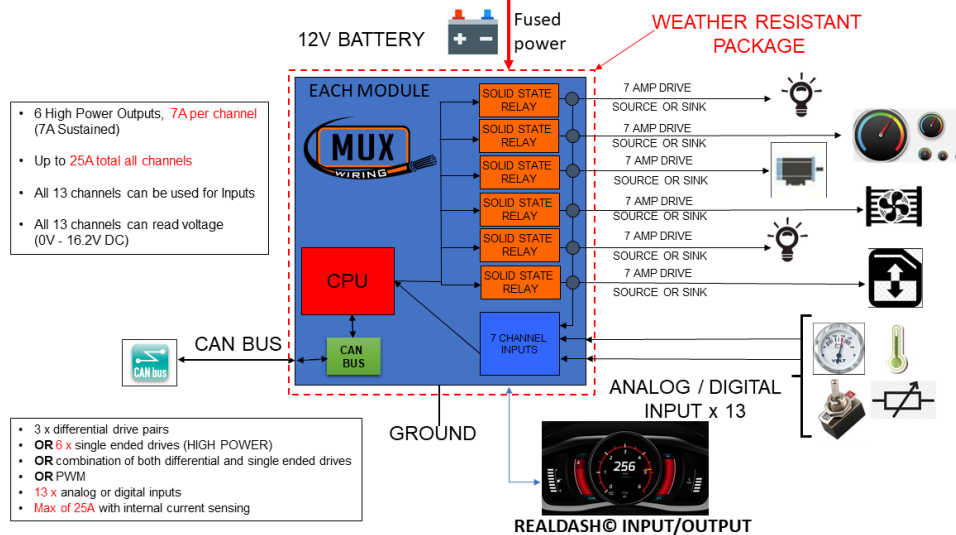 12V BATTERY
Fused
power
WEATHER RESISTANT
PACKAGE
EACH MODULE
MUX
WIRING
SOLID STATE
RELAY
SOLID STATE
RELAY
SOLID STATE
RELAY
SOLID STATE
RELAY
SOLID STATE
RELAY
SOLID STATE
RELAY
7 AMP DRIVE
SOURCE OR SINK
7 AMP DRIVE
SOURCE OR SINK
7 AMP DRIVE
SOURCE OR SINK
7 AMP DRIVE
SOURCE OR SINK
7 AMP DRIVE
SOURCE OR SINK
7 AMP DRIVE
SOURCE OR SINK
• 6 High Power Outputs, 7A per channel
(7A Sustained)
• Up to 25A total all channels
• All 13 channels can be used for Inputs
• All 13 channels can read voltage
(0V - 16.2V DC)
CPU
7 CHANNEL
INPUTS
CAN BUS
CAN bus
CAN
BUS
VOLT
ANALOG / DIGITAL
INPUT x 13
GROUND
• 3 x differential drive pairs
• OR 6 x single ended drives (HIGH POWER)
• OR combination of both differential and single ended drives
• OR PWM
• 13 x analog or digital inputs
• Max of 25A with internal current sensing
256
REALDASH© INPUT/OUTPUT